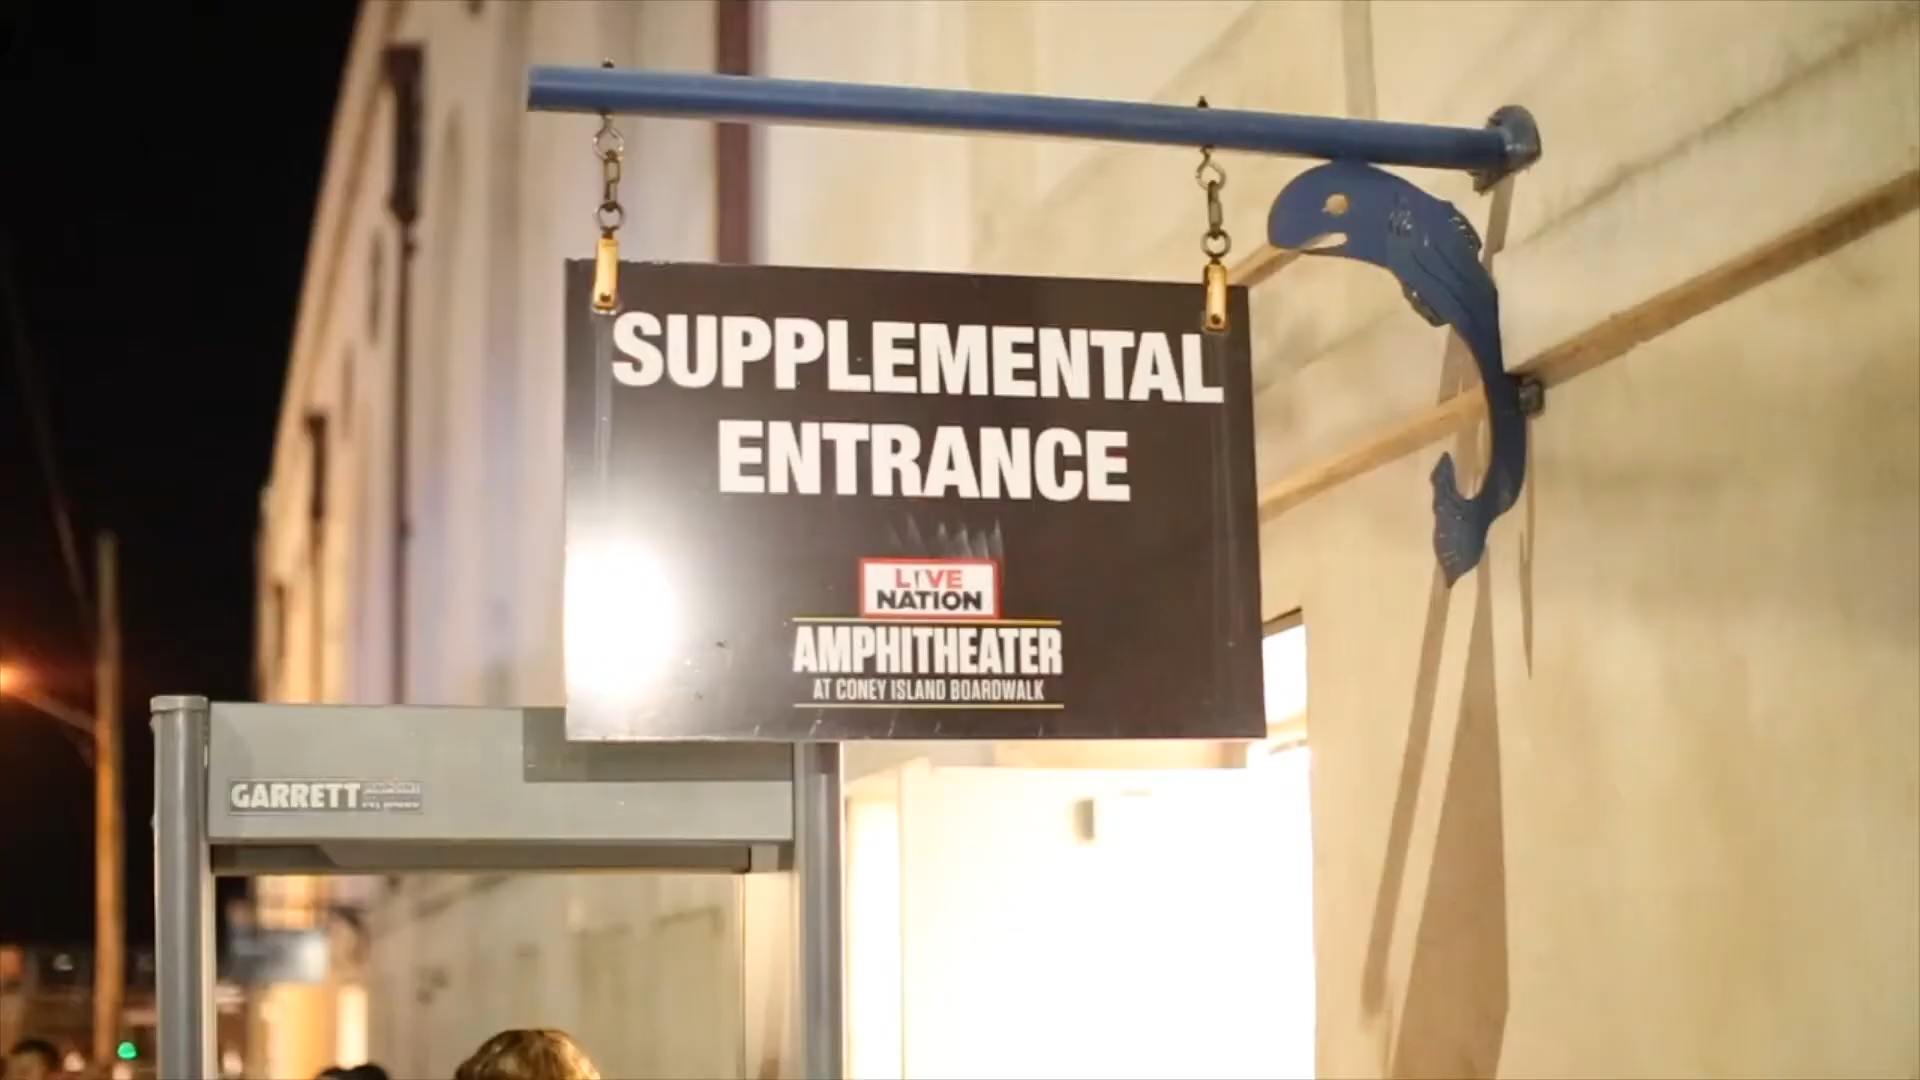 SUPPLEMENTAL
ENTRANCE
LIVE
NATION
AMPHITHEATER
AT CONEY ISLAND BOARDWALK
GARRETT